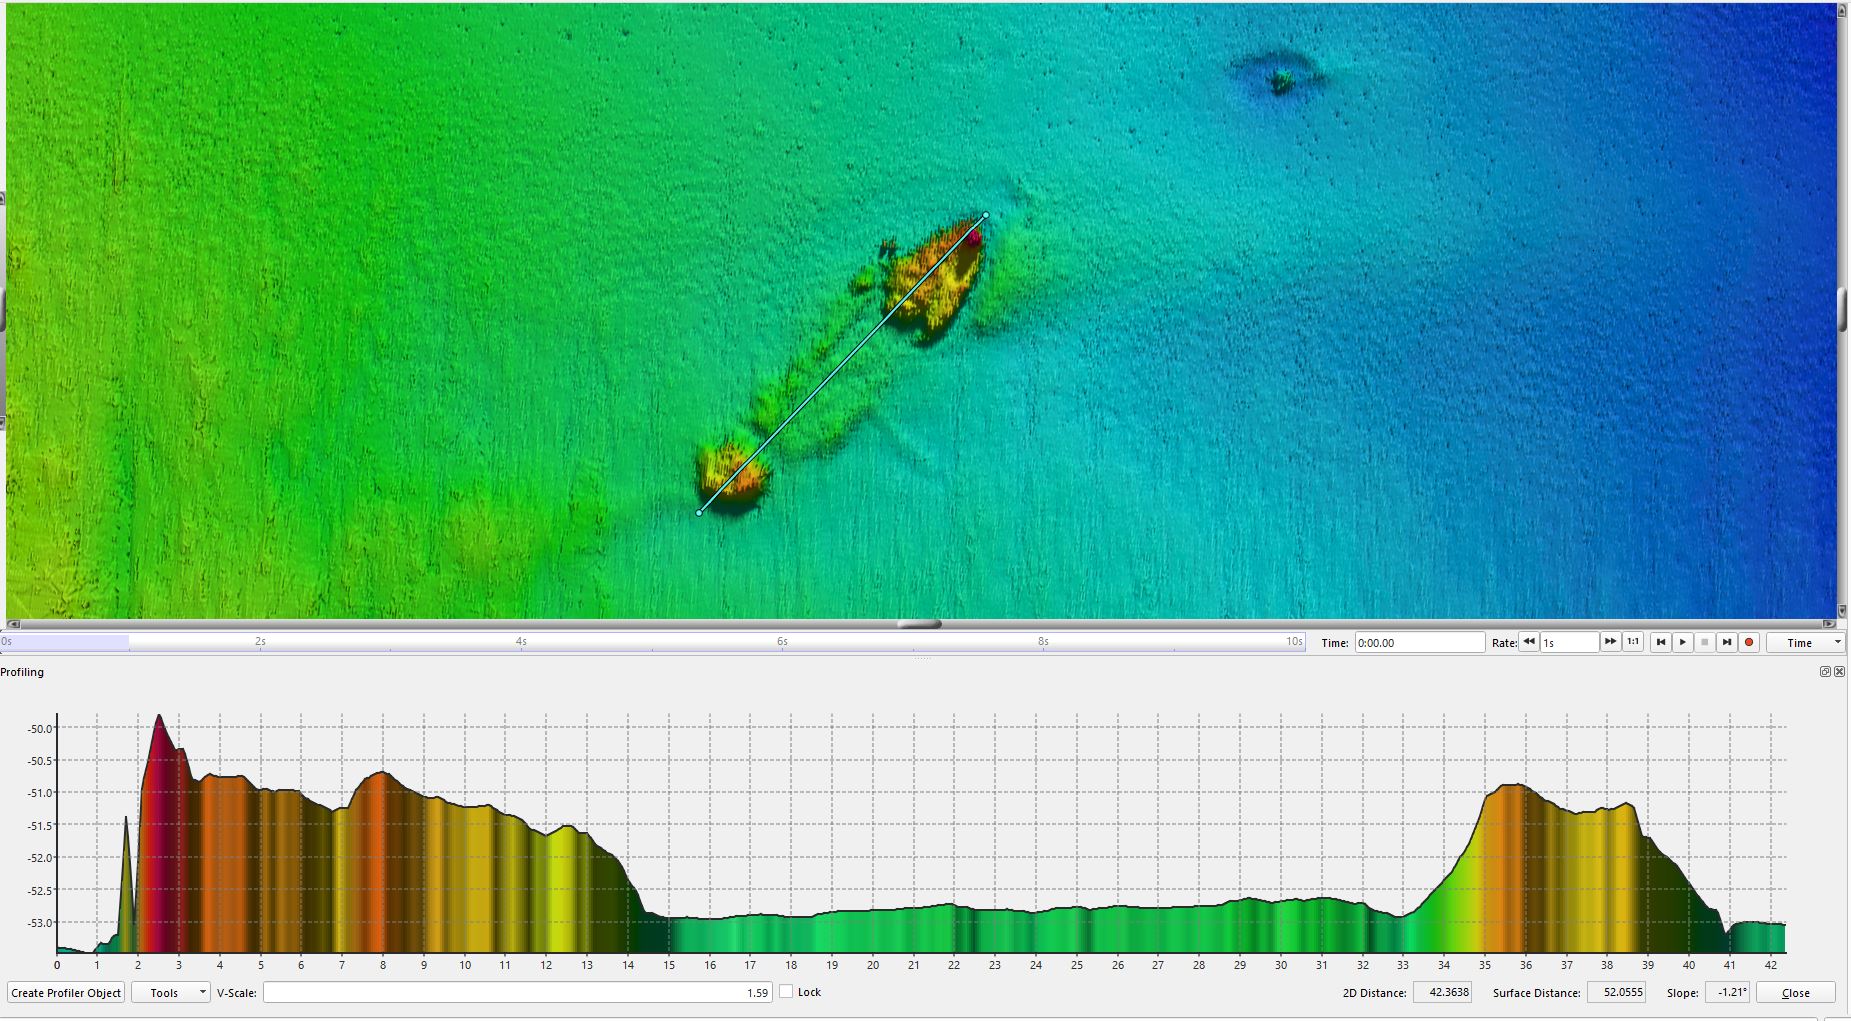 0s 2s 4s 6s 8s 10s Time: 0:00.00 Rate: 1s 1:1 Time
Profiling
-50.0
-50.5
-51.0
-51.5
-52.0
-52.5
-53.0
0 1 2 3 4 5 6 7 8 9 10 11 12 13 14 15 16 17 18 19 20 21 22 23 24 25 26 27 28 29 30 31 32 33 34 35 36 37 38 39 40 41 42
Create Profiler Object Tools V-Scale: 1.59 Lock 2D Distance: 42.3638 Surface Distance: 52.0555 Slope: -1.21° Close